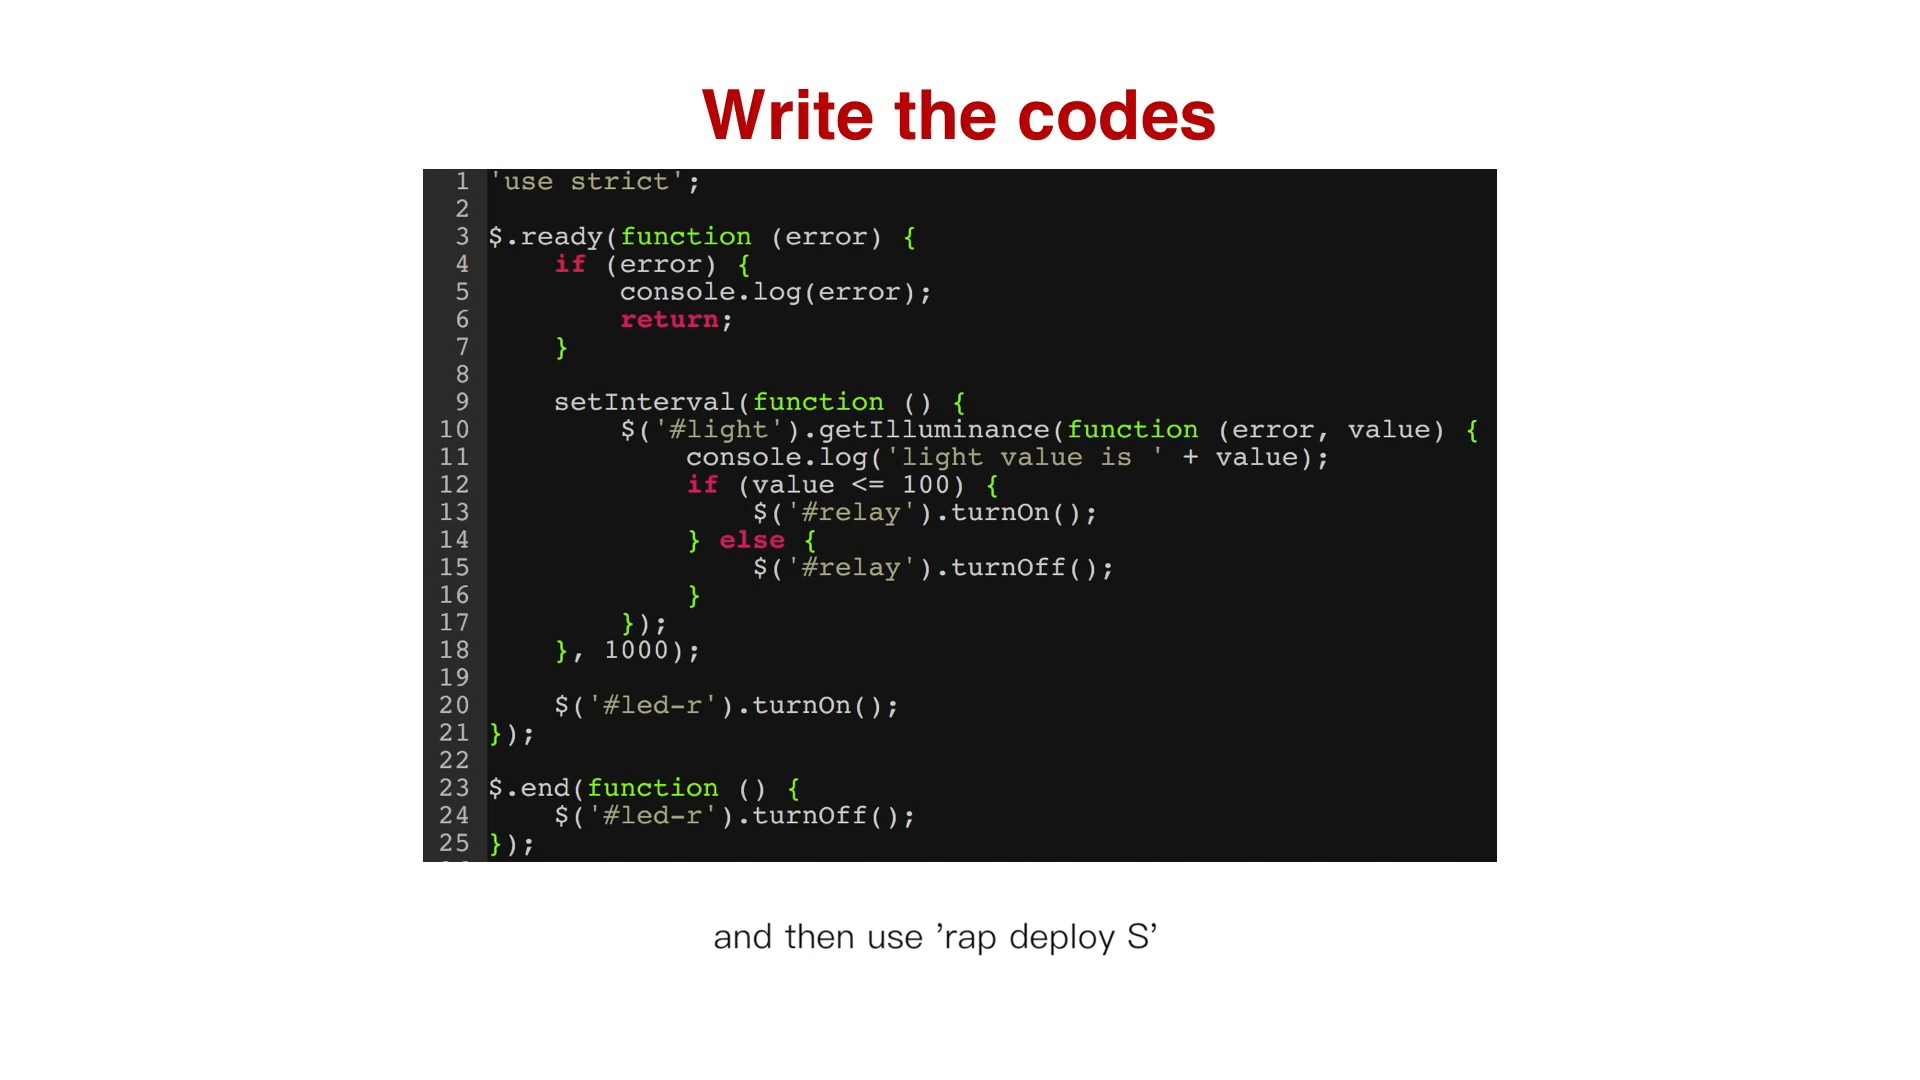 Write the codes
1 'use strict';
2
3 $.ready(function (error) {
4     if (error) {
5         console.log(error);
6         return;
7     }
8
9     setInterval(function () {
10         $('#light').getIlluminance(function (error, value) {
11             console.log('light value is ' + value);
12             if (value <= 100) {
13                 $('#relay').turnOn();
14             } else {
15                 $('#relay').turnOff();
16             }
17         });
18     }, 1000);
19
20     $('#led-r').turnOn();
21 });
22
23 $.end(function () {
24     $('#led-r').turnOff();
25 });
and then use ’rap deploy S’